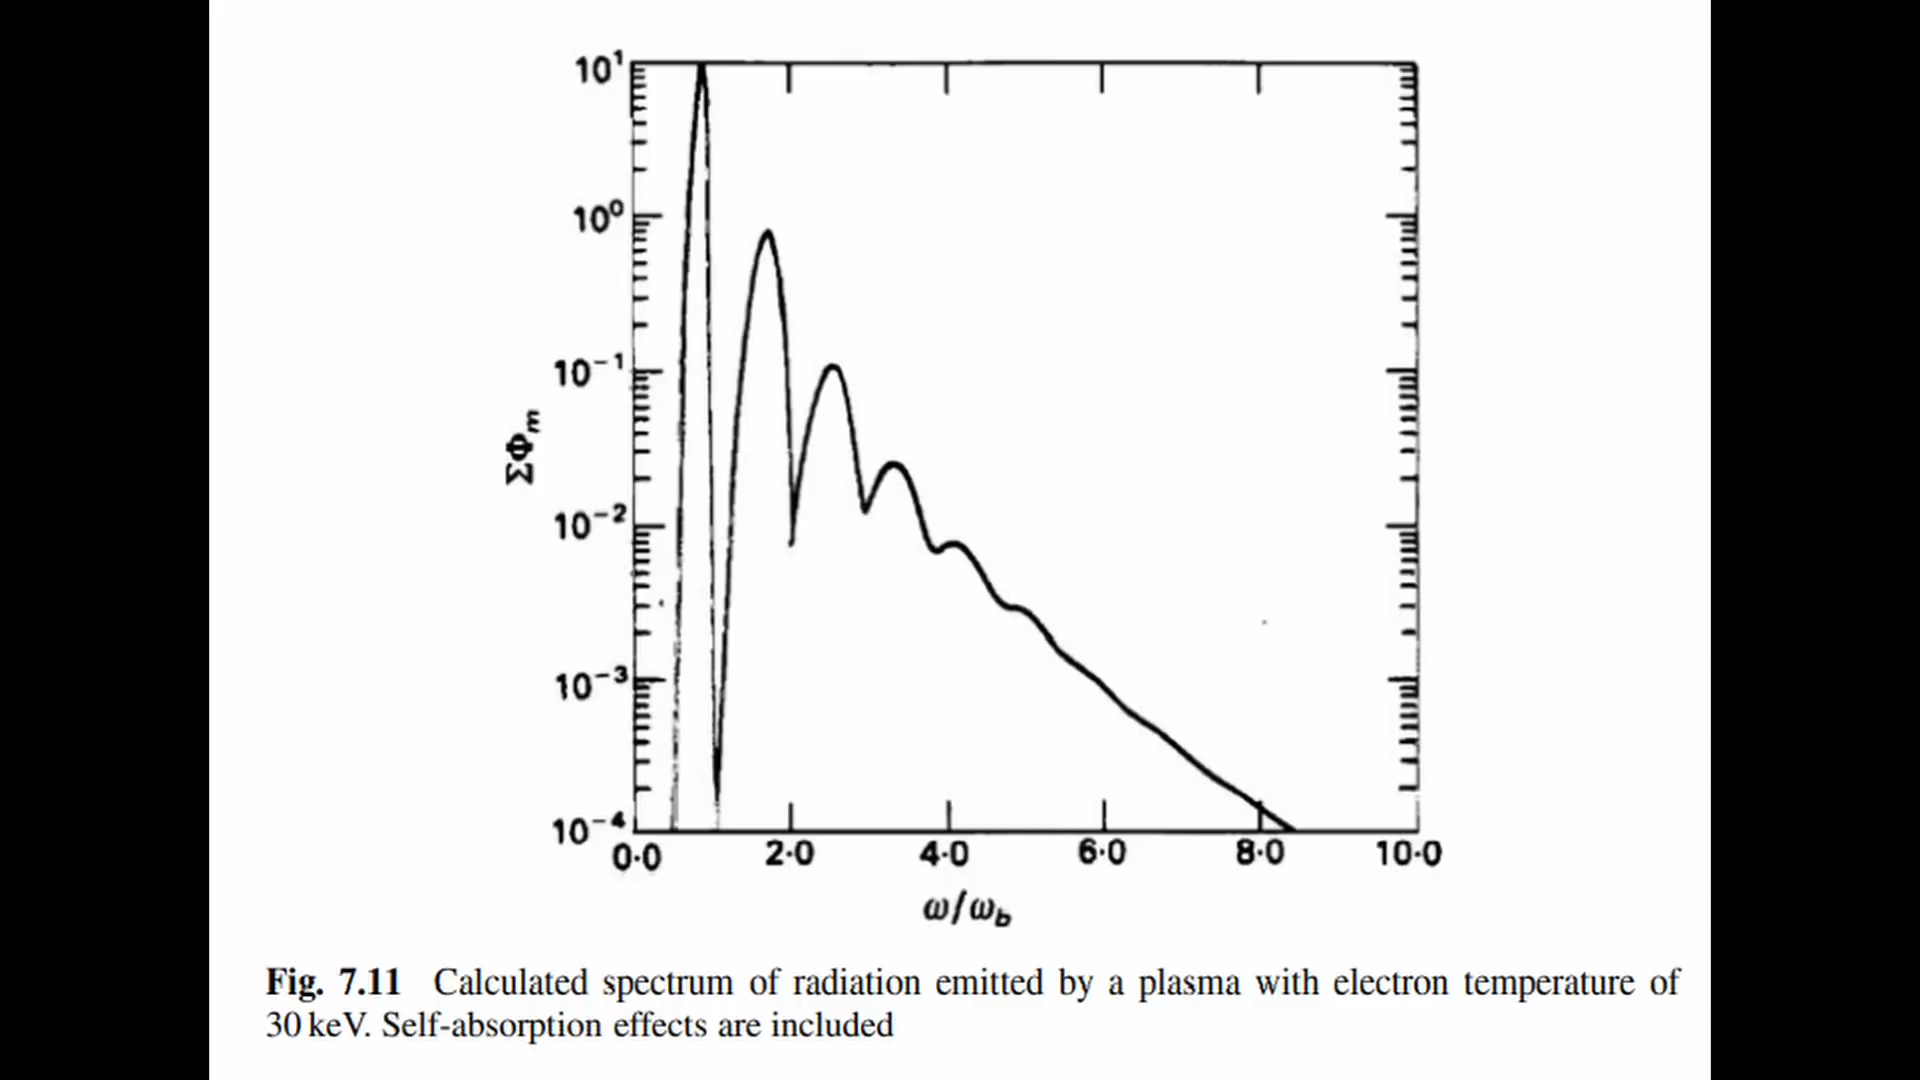 10¹
10⁰
10⁻¹
10⁻²
10⁻³
10⁻⁴
ΣΦₘ
0·0 2·0 4·0 6·0 8·0 10·0
ω/ω_b
Fig. 7.11 Calculated spectrum of radiation emitted by a plasma with electron temperature of
30 keV. Self-absorption effects are included